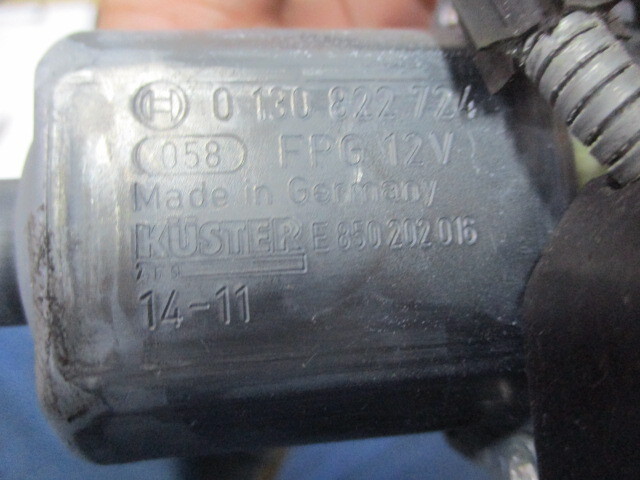 0 130 822 724
058 FPG 12V
Made in Germany
KÜSTER E 850 202 016
14-11